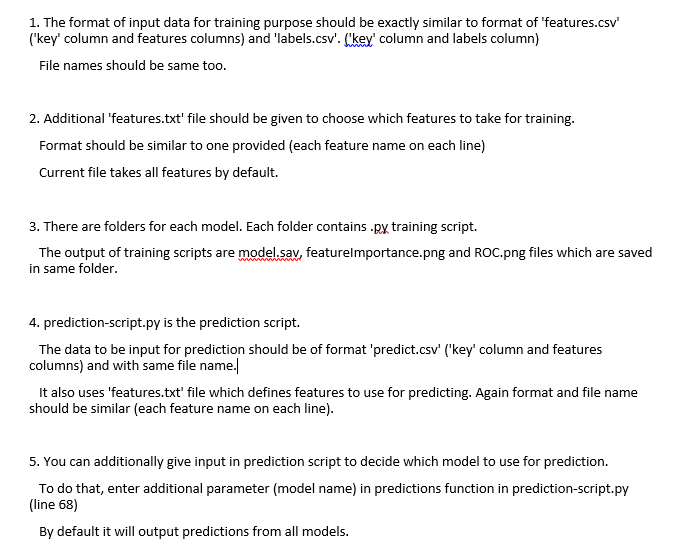 1. The format of input data for training purpose should be exactly similar to format of 'features.csv'
('key' column and features columns) and 'labels.csv'. ('key' column and labels column)
File names should be same too.
2. Additional 'features.txt' file should be given to choose which features to take for training.
Format should be similar to one provided (each feature name on each line)
Current file takes all features by default.
3. There are folders for each model. Each folder contains .py training script.
The output of training scripts are model.sav, featureImportance.png and ROC.png files which are saved
in same folder.
4. prediction-script.py is the prediction script.
The data to be input for prediction should be of format 'predict.csv' ('key' column and features
columns) and with same file name.
It also uses 'features.txt' file which defines features to use for predicting. Again format and file name
should be similar (each feature name on each line).
5. You can additionally give input in prediction script to decide which model to use for prediction.
To do that, enter additional parameter (model name) in predictions function in prediction-script.py
(line 68)
By default it will output predictions from all models.